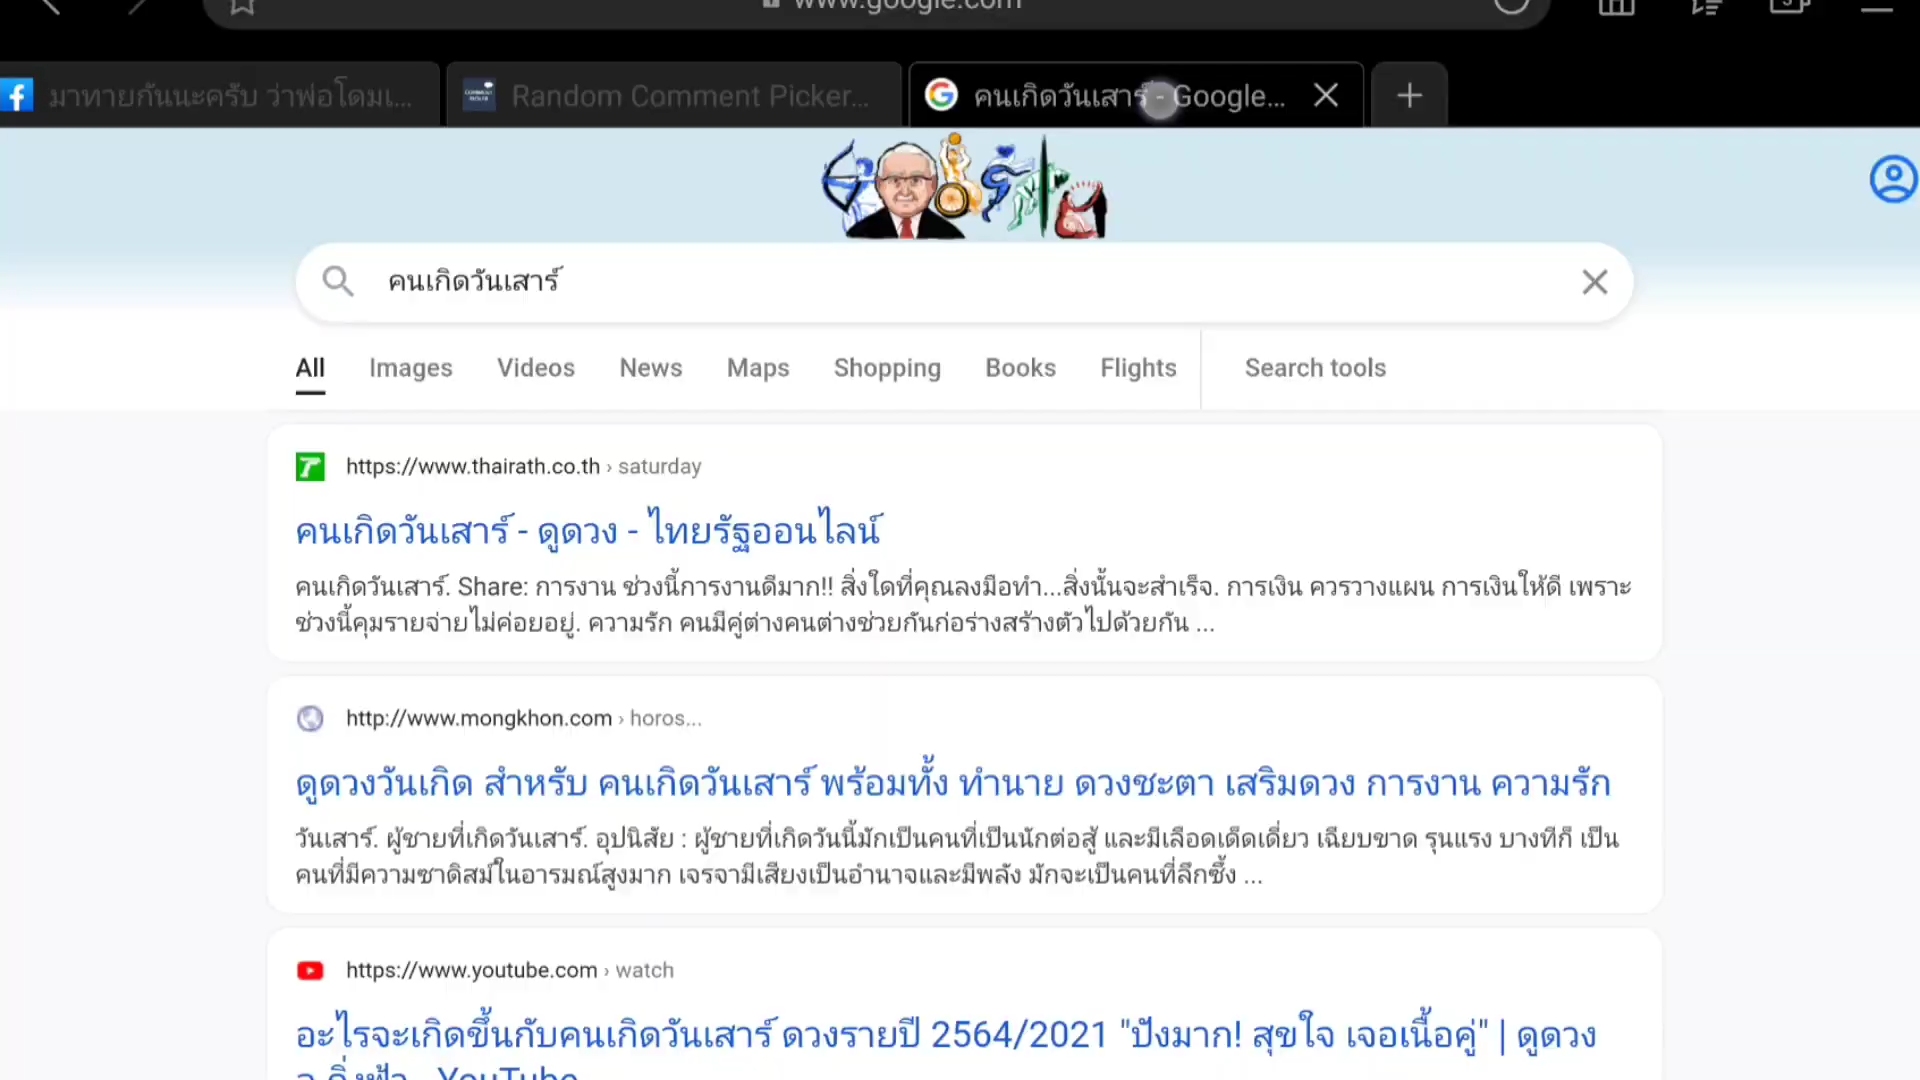 www.google.com
มาทายกันนะครับ ว่าพ่อโดมเ...
Random Comment Picker...
คนเกิดวันเสาร์ - Google...
คนเกิดวันเสาร์
All Images Videos News Maps Shopping Books Flights Search tools
https://www.thairath.co.th › saturday
คนเกิดวันเสาร์ - ดูดวง - ไทยรัฐออนไลน์
คนเกิดวันเสาร์. Share: การงาน ช่วงนี้การงานดีมาก!! สิ่งใดที่คุณลงมือทำ...สิ่งนั้นจะสำเร็จ. การเงิน ควรวางแผน การเงินให้ดี เพราะ
ช่วงนี้คุมรายจ่ายไม่ค่อยอยู่. ความรัก คนมีคู่ต่างคนต่างช่วยกันก่อร่างสร้างตัวไปด้วยกัน ...
http://www.mongkhon.com › horos...
ดูดวงวันเกิด สำหรับ คนเกิดวันเสาร์ พร้อมทั้ง ทำนาย ดวงชะตา เสริมดวง การงาน ความรัก
วันเสาร์. ผู้ชายที่เกิดวันเสาร์. อุปนิสัย : ผู้ชายที่เกิดวันนี้มักเป็นคนที่เป็นนักต่อสู้ และมีเลือดเด็ดเดี่ยว เฉียบขาด รุนแรง บางทีก็ เป็น
คนที่มีความซาดิสม์ในอารมณ์สูงมาก เจรจามีเสียงเป็นอำนาจและมีพลัง มักจะเป็นคนที่ลึกซึ้ง ...
https://www.youtube.com › watch
อะไรจะเกิดขึ้นกับคนเกิดวันเสาร์ ดวงรายปี 2564/2021 "ปังมาก! สุขใจ เจอเนื้อคู่" | ดูดวง
YouTube